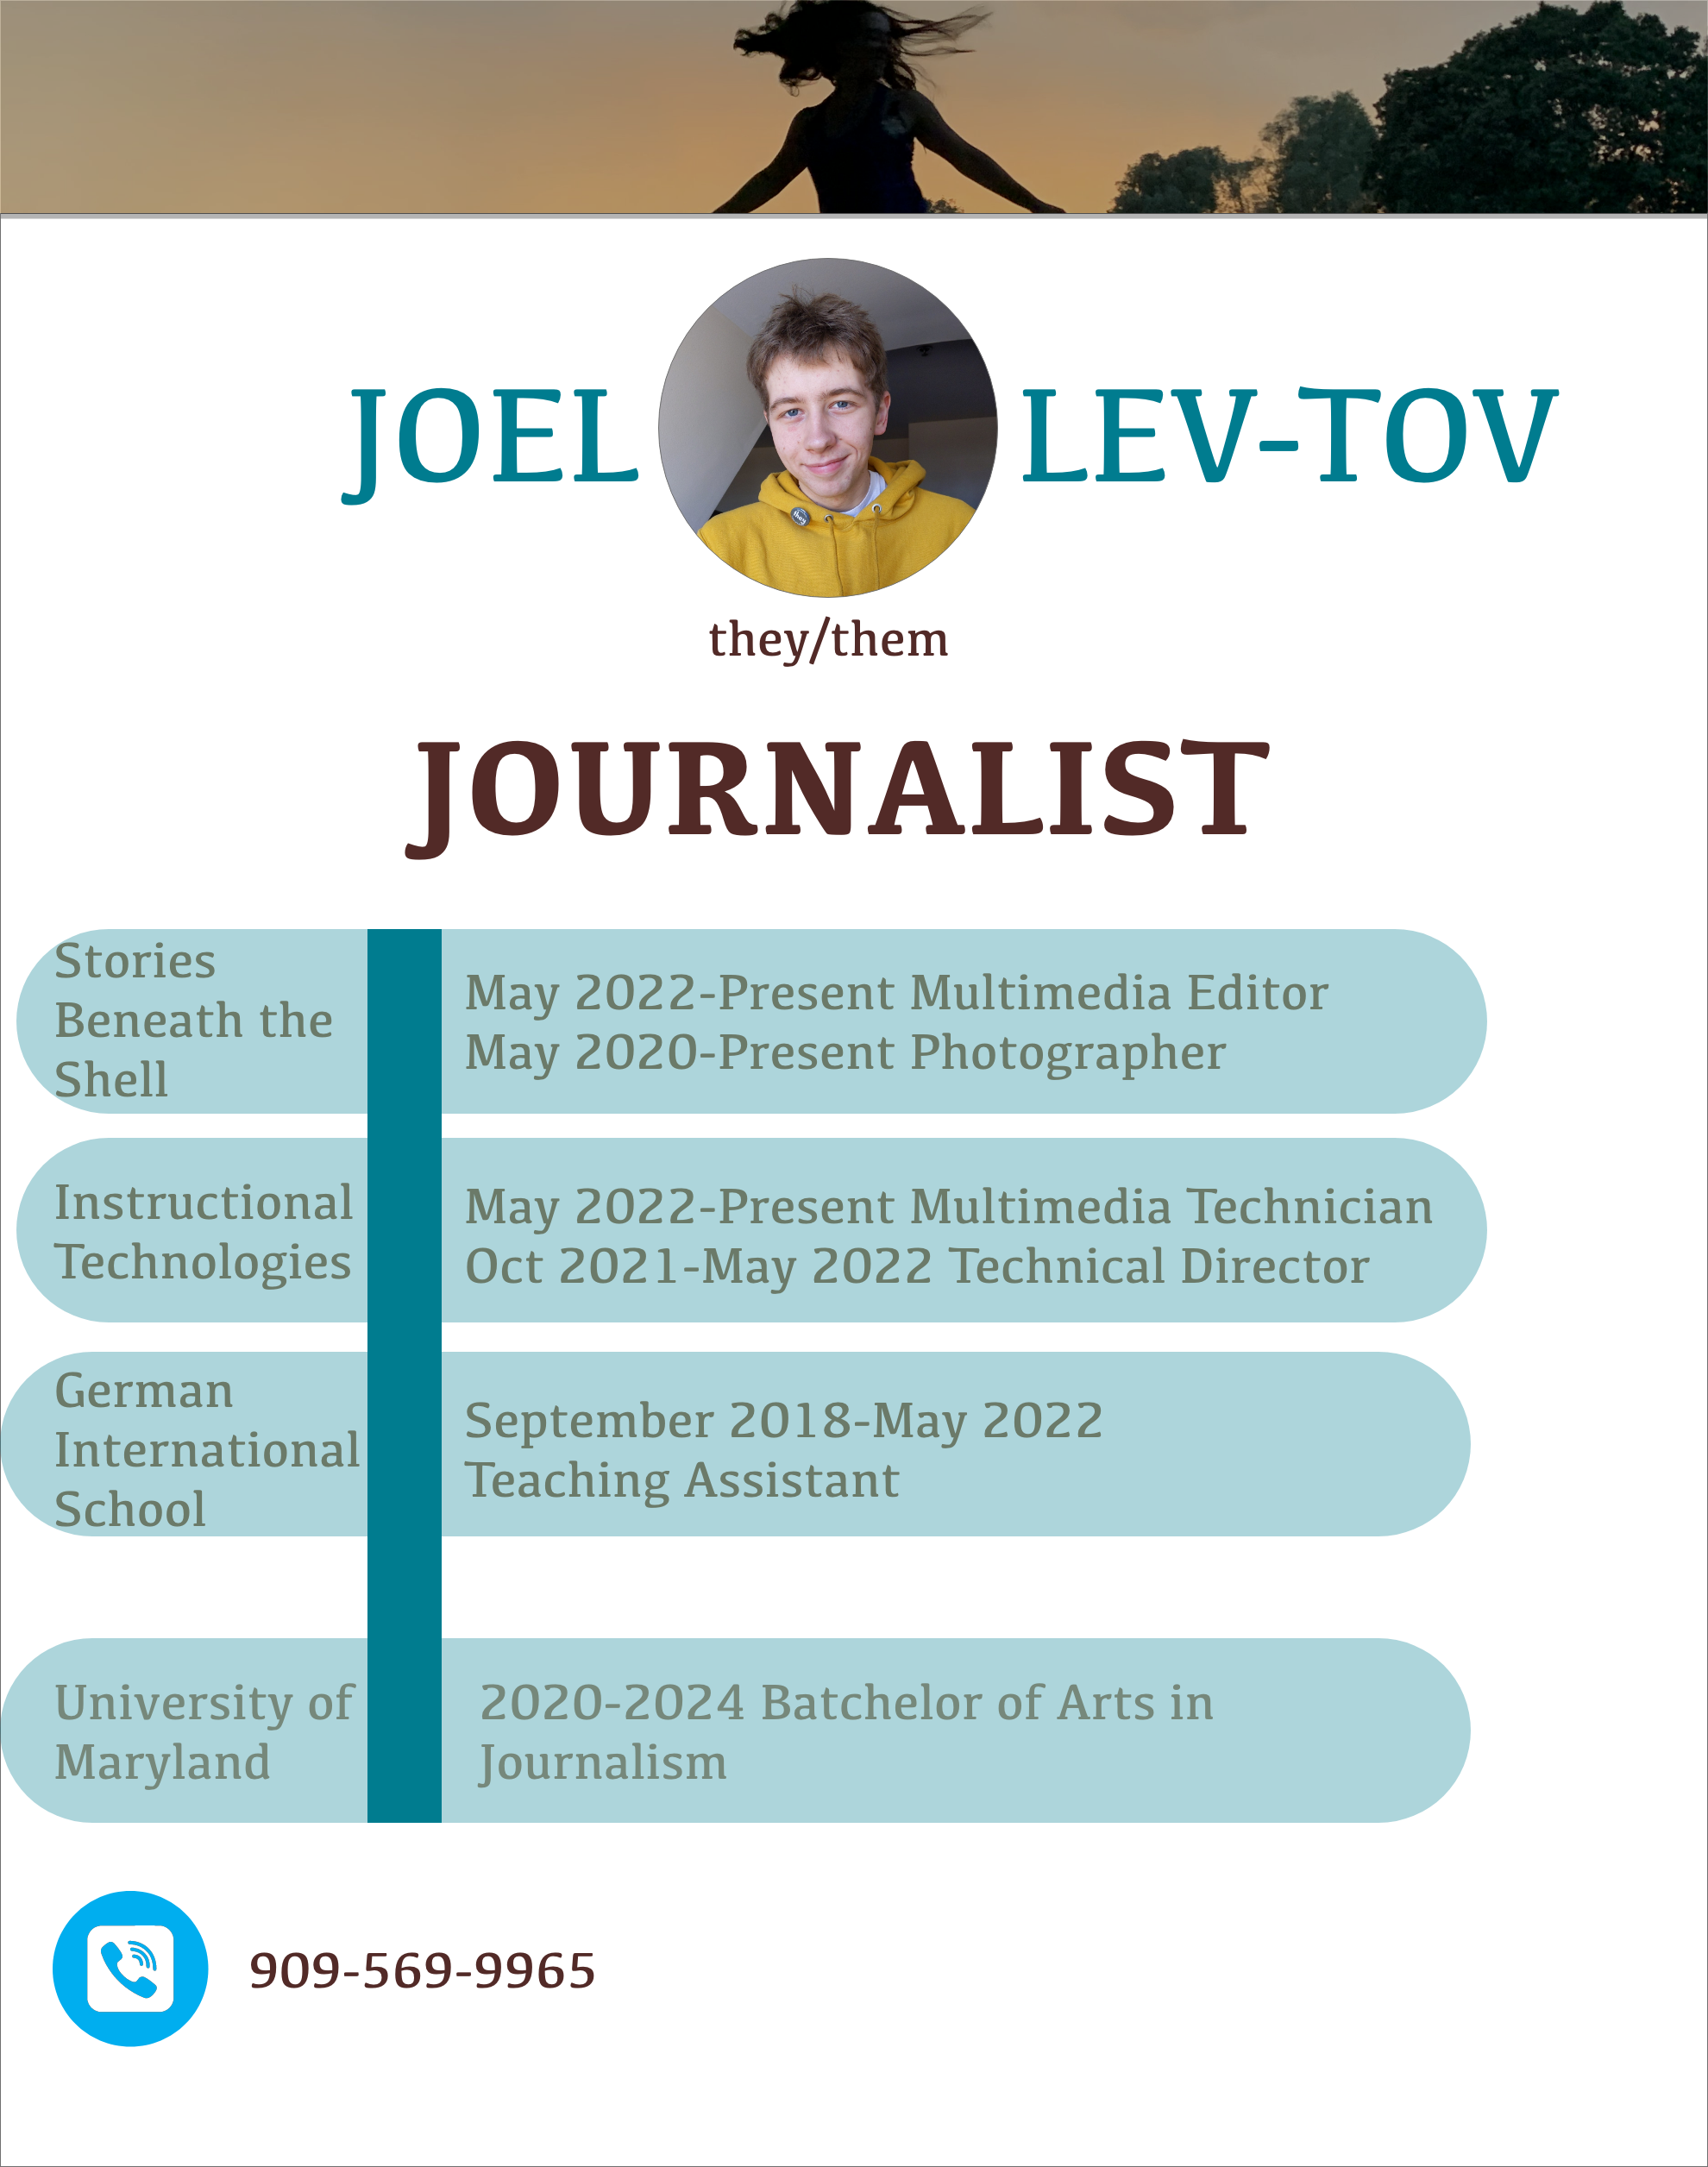 JOEL LEV-TOV
they/them
JOURNALIST
Stories
Beneath the
Shell
May 2022-Present Multimedia Editor
May 2020-Present Photographer
Instructional
Technologies
May 2022-Present Multimedia Technician
Oct 2021-May 2022 Technical Director
German
International
School
September 2018-May 2022
Teaching Assistant
University of
Maryland
2020-2024 Batchelor of Arts in
Journalism
909-569-9965